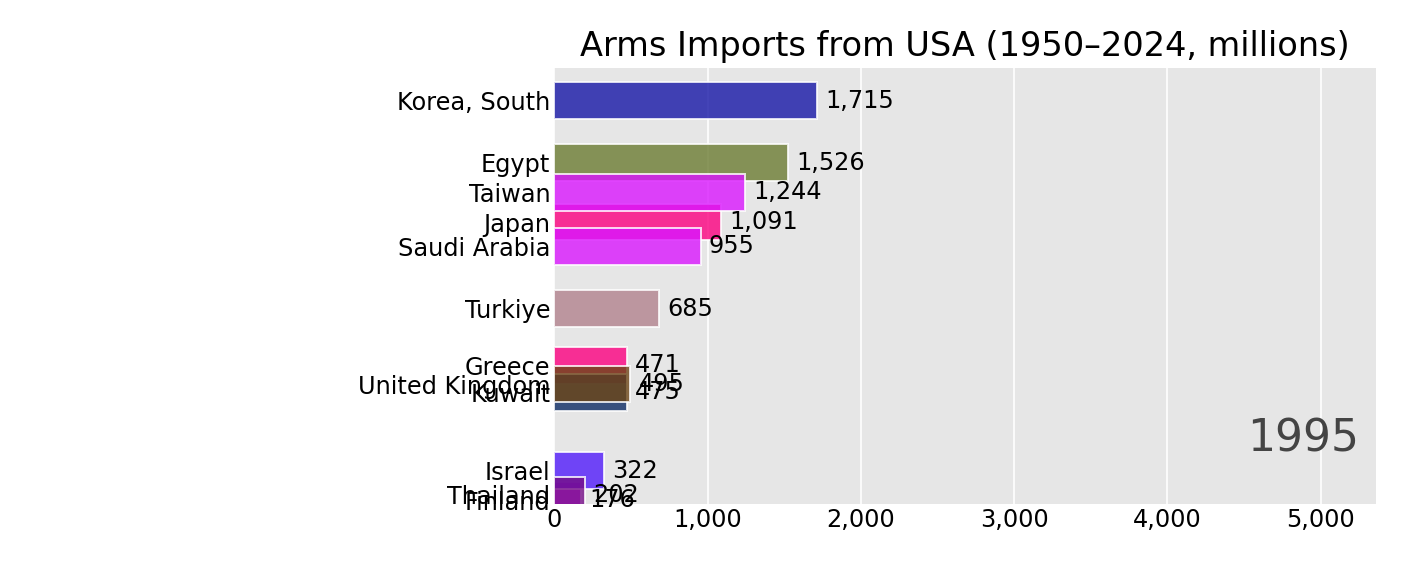 Arms Imports from USA (1950–2024, millions)
Korea, South 1,715
Egypt 1,526
Taiwan 1,244
Japan 1,091
Saudi Arabia 955
Turkiye 685
Greece 471
United Kingdom 495
Kuwait 475
1995
Israel 322
Thailand 202
Finland 176
0 1,000 2,000 3,000 4,000 5,000